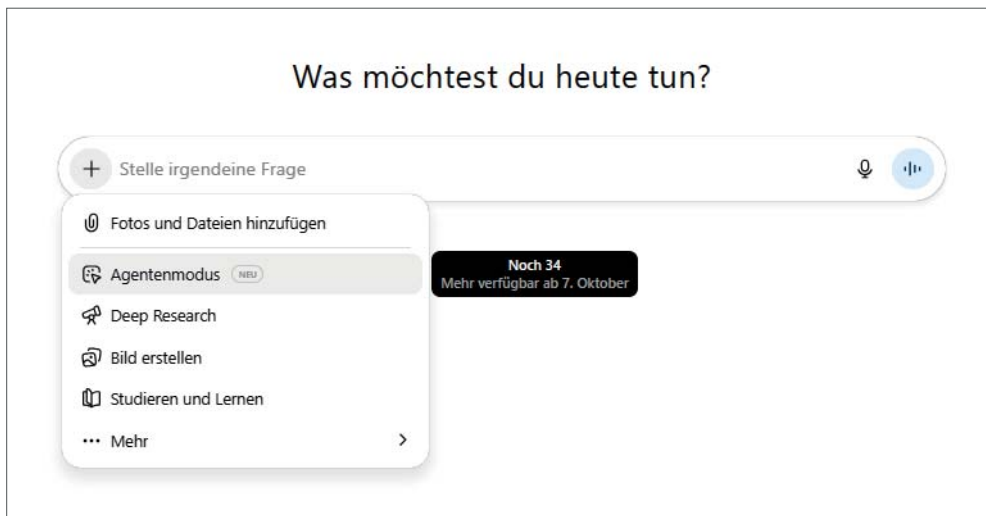 Was möchtest du heute tun?
Stelle irgendeine Frage
Fotos und Dateien hinzufügen
Agentenmodus NEU
Noch 34
Mehr verfügbar ab 7. Oktober
Deep Research
Bild erstellen
Studieren und Lernen
Mehr